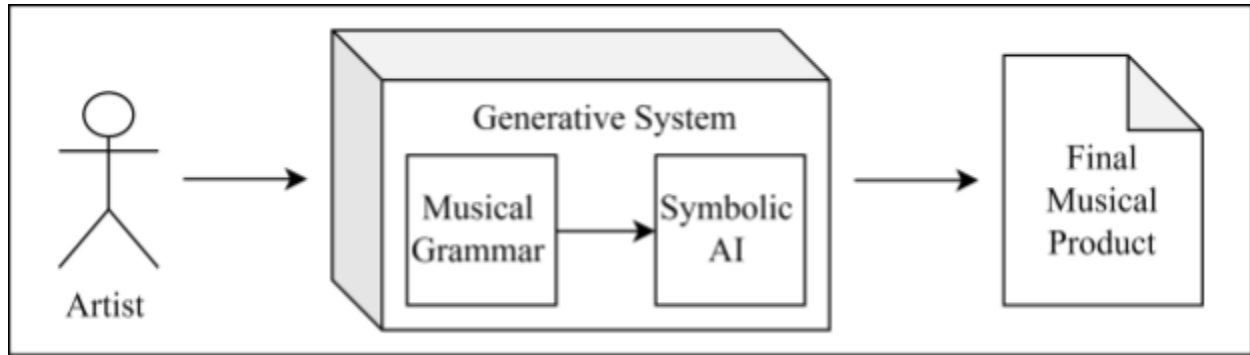 Generative System
Musical
Grammar
Symbolic
AI
Final
Musical
Product
Artist